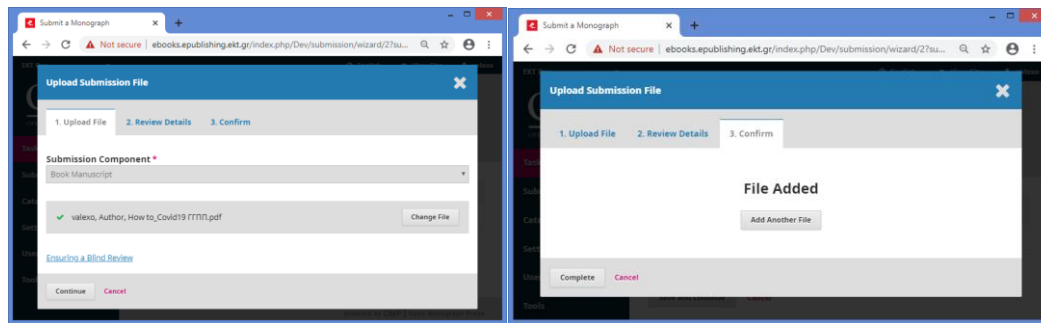 Submit a Monograph
Not secure | ebooks.epublishing.ekt.gr/index.php/Dev/submission/wizard/2?su...
Upload Submission File
1. Upload File 2. Review Details 3. Confirm
Submission Component *
Book Manuscript
valexo, Author, How to_Covid19 ΓΓΠΠ.pdf
Change File
Ensuring a Blind Review
Continue Cancel
Submit a Monograph
Not secure | ebooks.epublishing.ekt.gr/index.php/Dev/submission/wizard/2?su...
Upload Submission File
1. Upload File 2. Review Details 3. Confirm
File Added
Add Another File
Complete Cancel
Tools